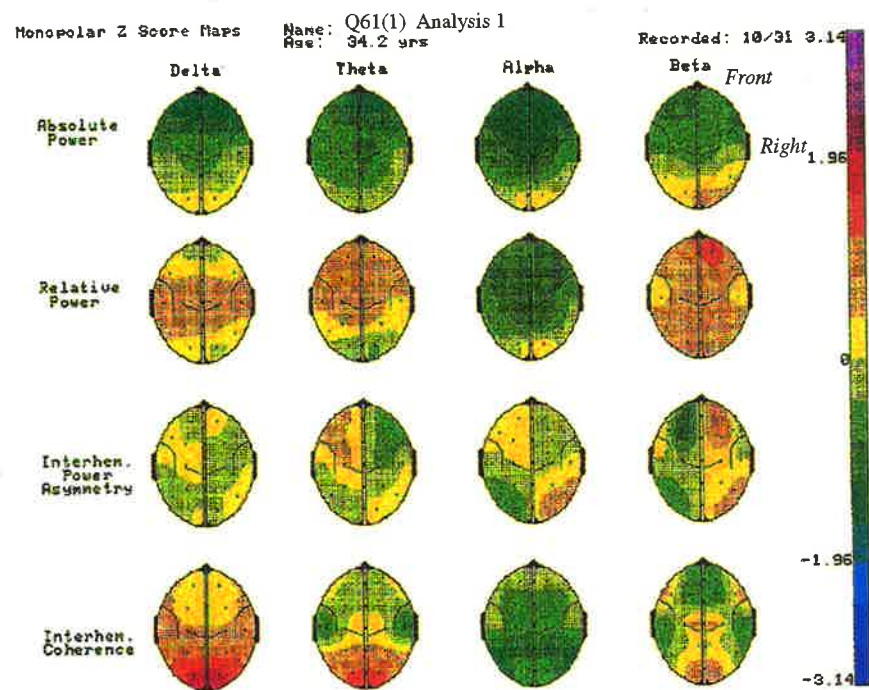 Monopolar Z Score Maps
Name: Q61(1) Analysis 1
Age: 34.2 yrs
Recorded: 10/31
3.14
Delta Theta Alpha Beta
Front
Absolute
Power
Right
1.96
Relative
Power
0
Interhem.
Power
Asymmetry
-1.96
Interhem.
Coherence
-3.14